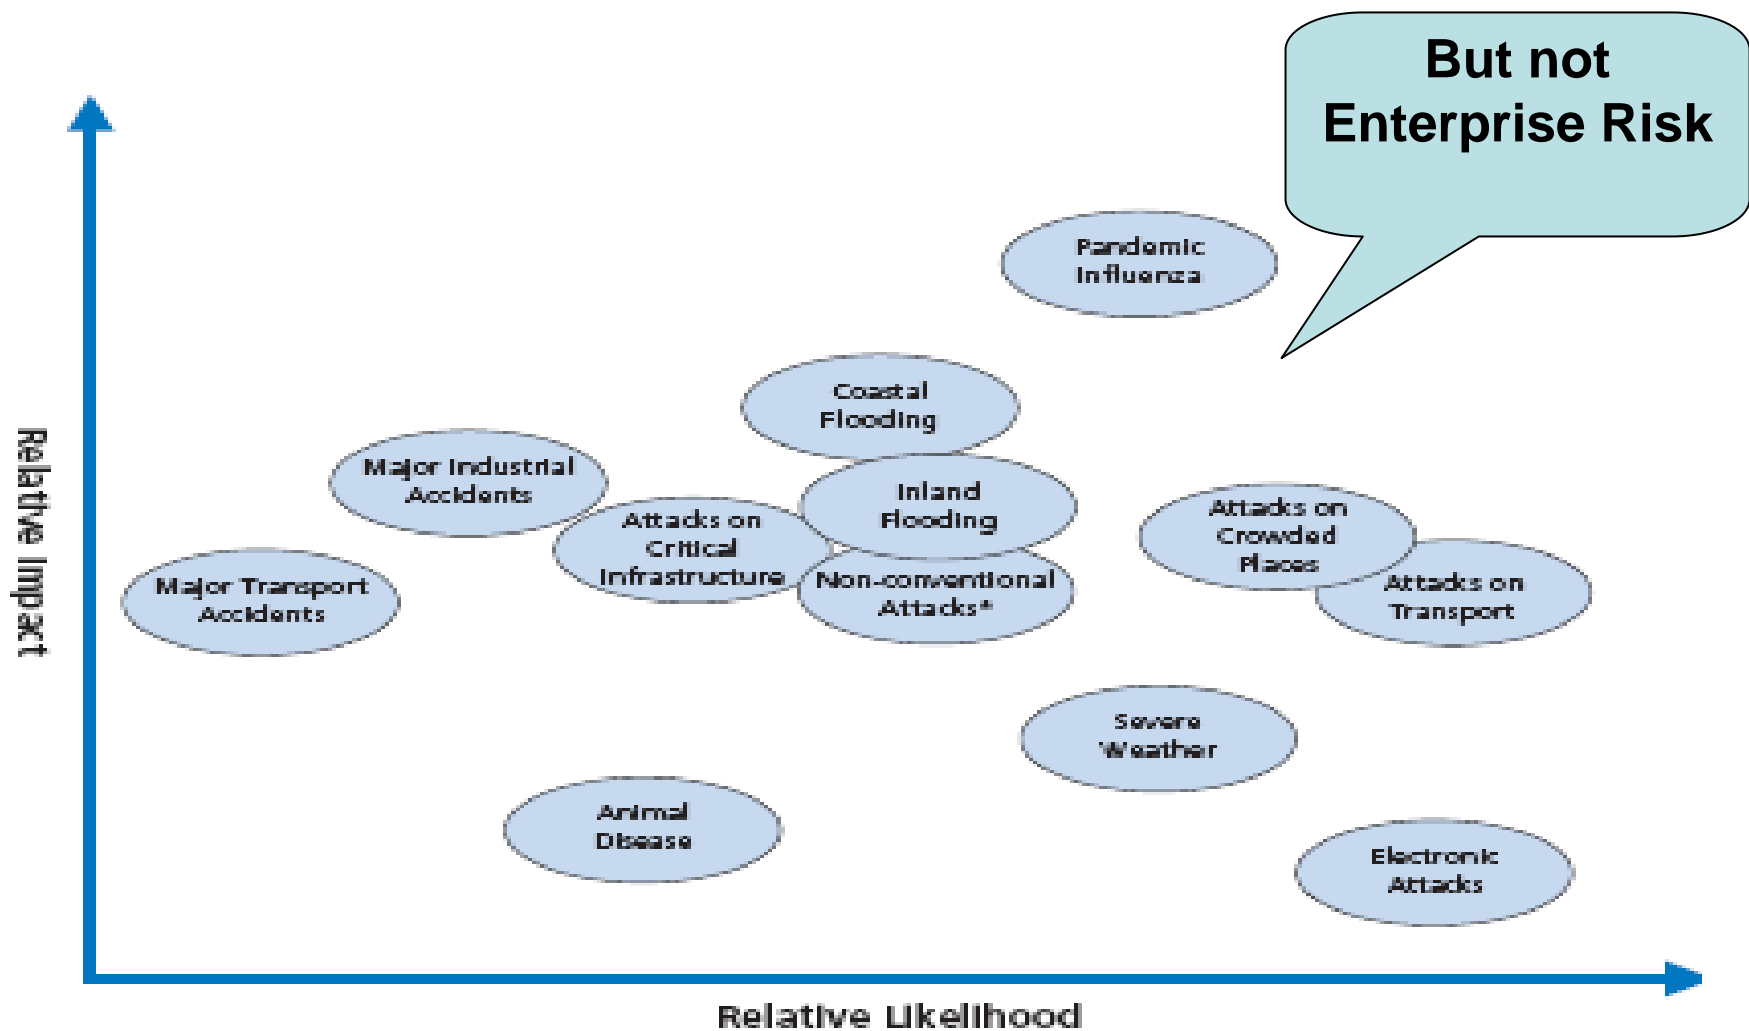 But not
Enterprise Risk
Pandemic
Influenza
Coastal
Flooding
Major Industrial
Accidents
Inland
Flooding
Attacks on
Critical
Infrastructure
Attacks on
Crowded
Places
Non-conventional
Attacks*
Attacks on
Transport
Major Transport
Accidents
Severe
Weather
Animal
Disease
Electronic
Attacks
Relative Impact
Relative Likelihood